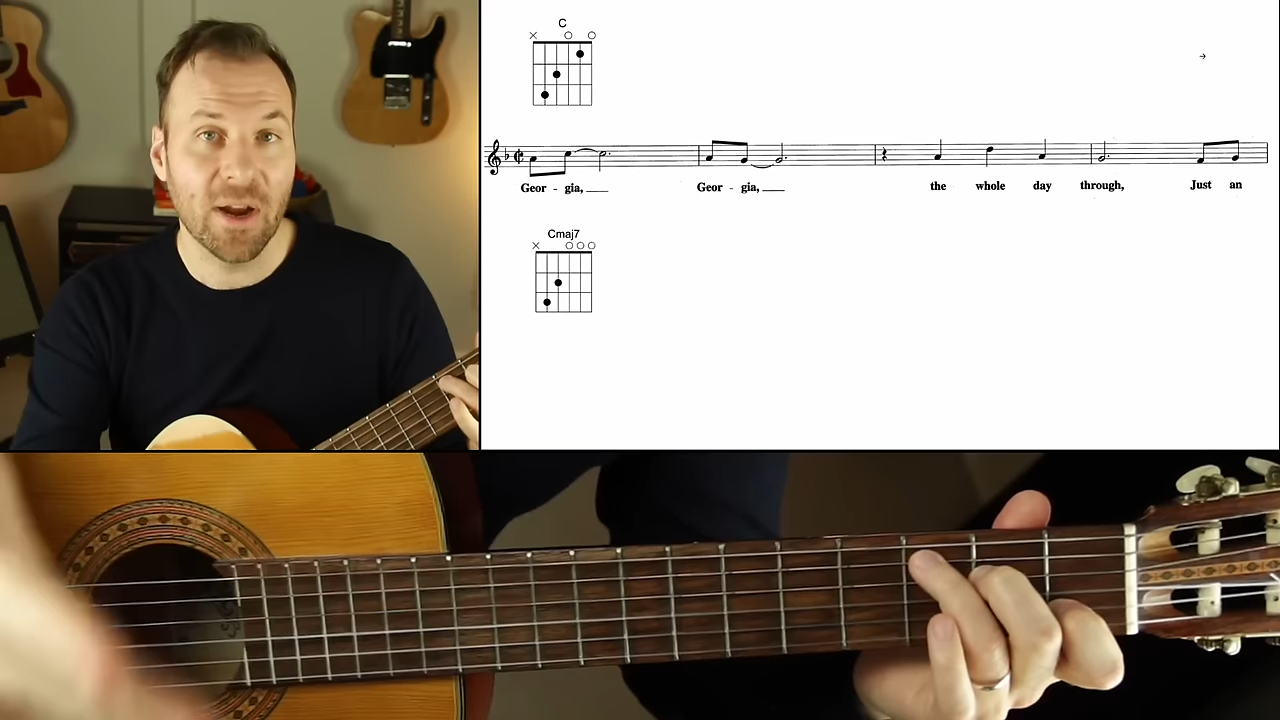 C
Geor - gia, Geor - gia, the whole day through, Just an
Cmaj7